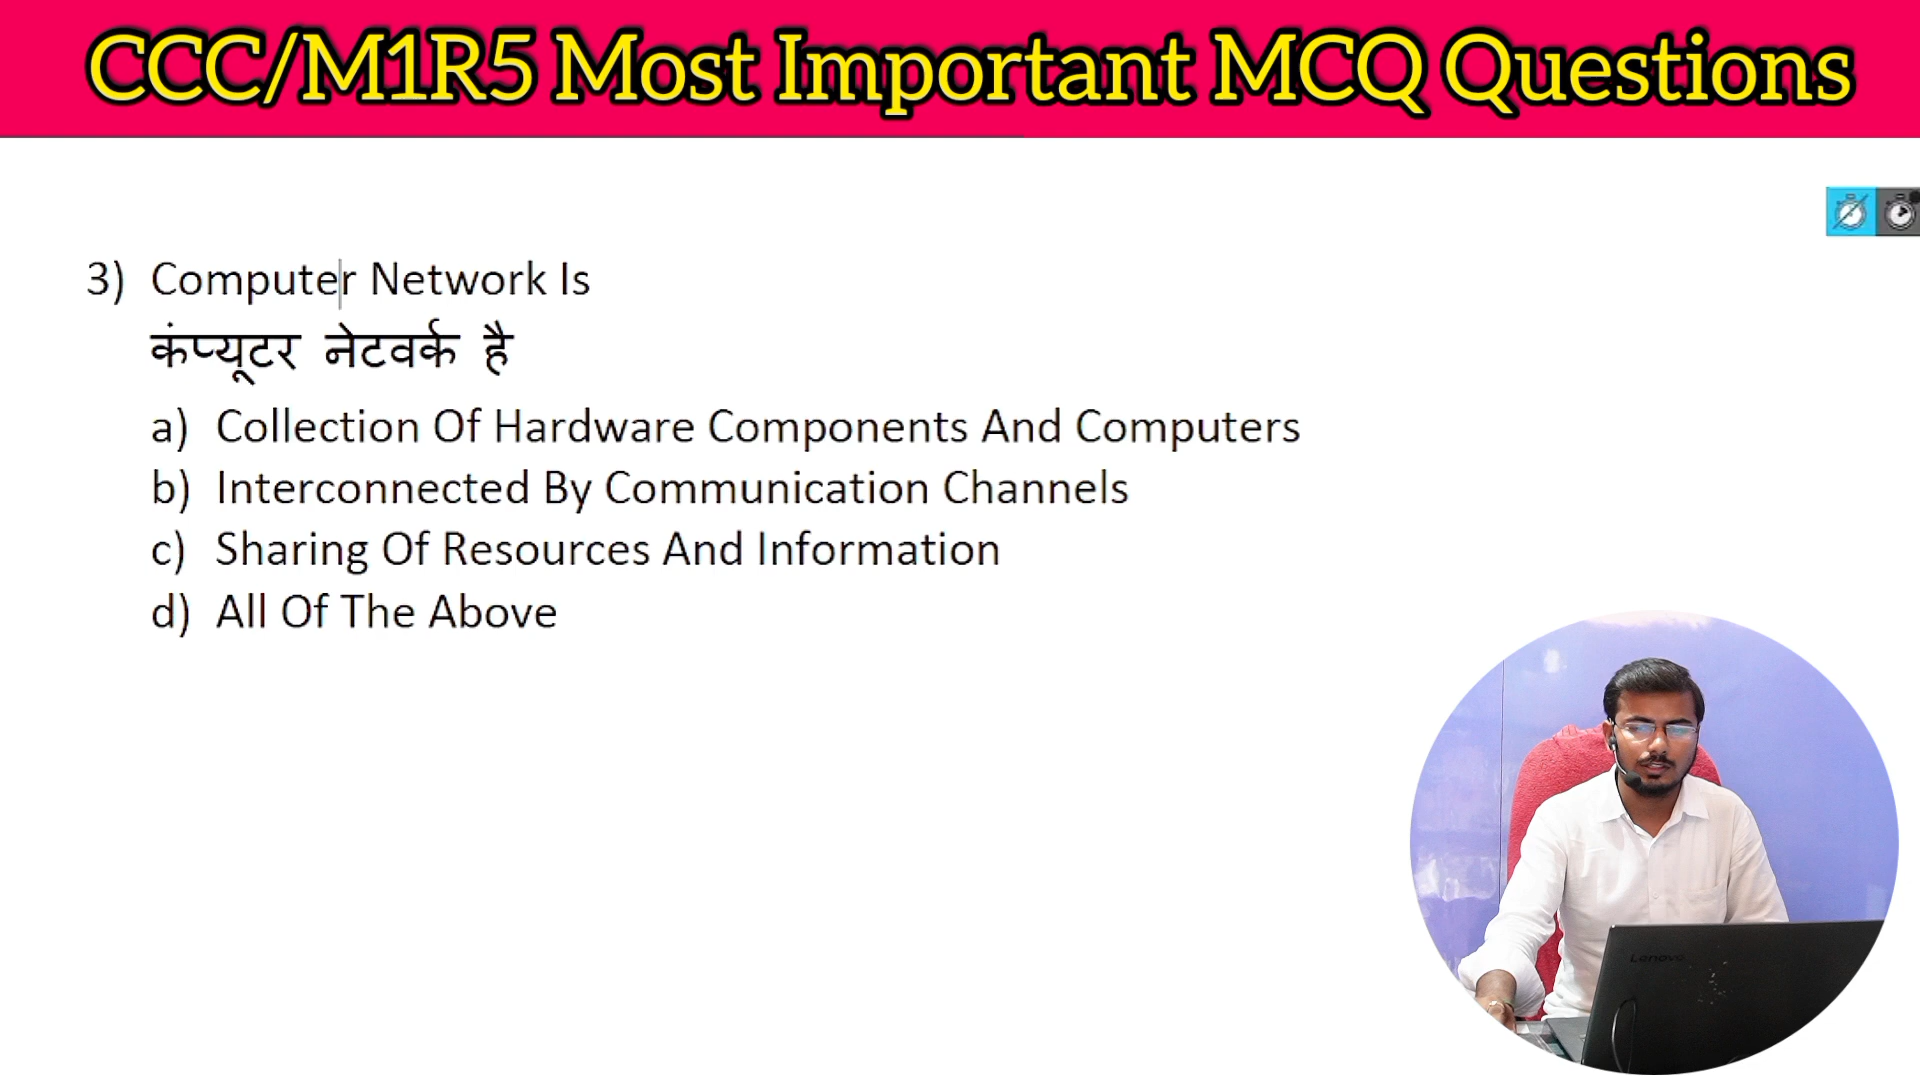 CCC/M1R5 Most Important MCQ Questions
3) Computer Network Is
कंप्यूटर नेटवर्क है
a) Collection Of Hardware Components And Computers
b) Interconnected By Communication Channels
c) Sharing Of Resources And Information
d) All Of The Above
Lenovo